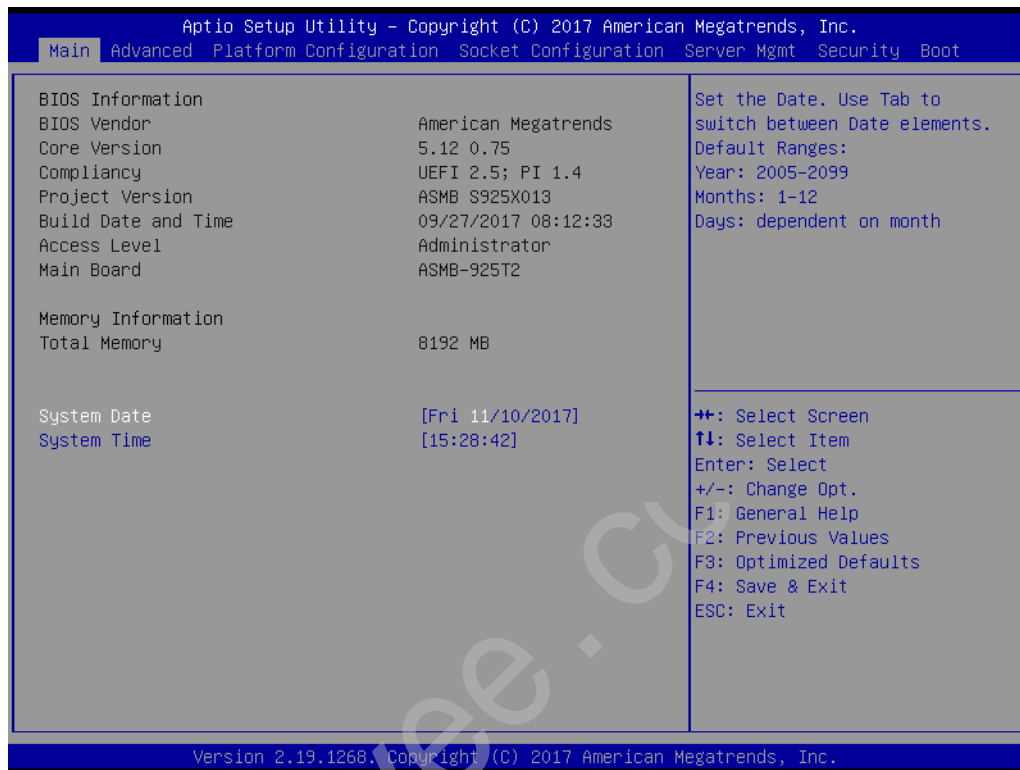 Aptio Setup Utility – Copyright (C) 2017 American Megatrends, Inc.
Main Advanced Platform Configuration Socket Configuration Server Mgmt Security Boot
BIOS Information
BIOS Vendor American Megatrends
Core Version 5.12 0.75
Compliancy UEFI 2.5; PI 1.4
Project Version ASMB S925X013
Build Date and Time 09/27/2017 08:12:33
Access Level Administrator
Main Board ASMB-925T2
Memory Information
Total Memory 8192 MB
System Date [Fri 11/10/2017]
System Time [15:28:42]
Set the Date. Use Tab to
switch between Date elements.
Default Ranges:
Year: 2005-2099
Months: 1-12
Days: dependent on month
→←: Select Screen
↑↓: Select Item
Enter: Select
+/-: Change Opt.
F1: General Help
F2: Previous Values
F3: Optimized Defaults
F4: Save & Exit
ESC: Exit
Version 2.19.1268. Copyright (C) 2017 American Megatrends, Inc.